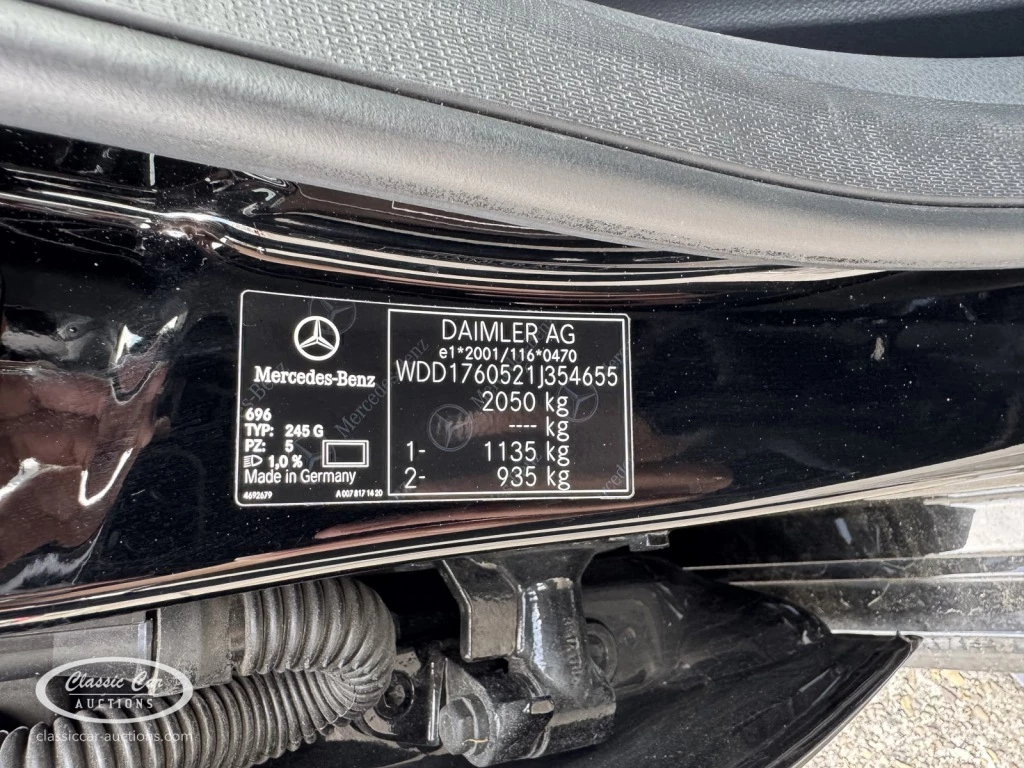 Mercedes-Benz
696
TYP: 245 G
PZ: 5
1,0 %
Made in Germany
4692679 A 007 817 14 20
DAIMLER AG
e1*2001/116*0470
WDD1760521J354655
2050 kg
---- kg
1- 1135 kg
2- 935 kg
Classic Car
AUCTIONS
classiccar-auctions.com